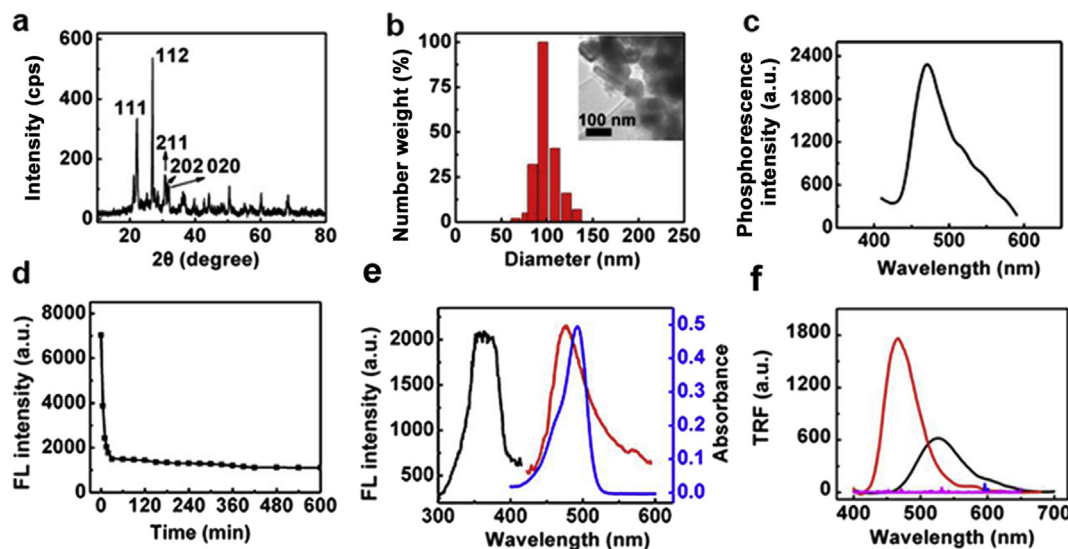 a
Intensity (cps)
600
400
200
0
111
112
211
202 020
20 40 60 80
2θ (degree)
b
Number weight (%)
100
75
50
25
0
100 nm
0 50 100 150 200 250
Diameter (nm)
c
Phosphorescence
intensity (a.u.)
2400
1800
1200
600
0
400 500 600
Wavelength (nm)
d
FL intensity (a.u.)
8000
6000
4000
2000
0
0 120 240 360 480 600
Time (min)
e
FL intensity (a.u.)
2000
1500
1000
500
300 400 500 600
Wavelength (nm)
0.5
0.4
0.3
0.2
0.1
0.0
Absorbance
f
TRF (a.u.)
1800
1200
600
0
400 500 600 700
Wavelength (nm)